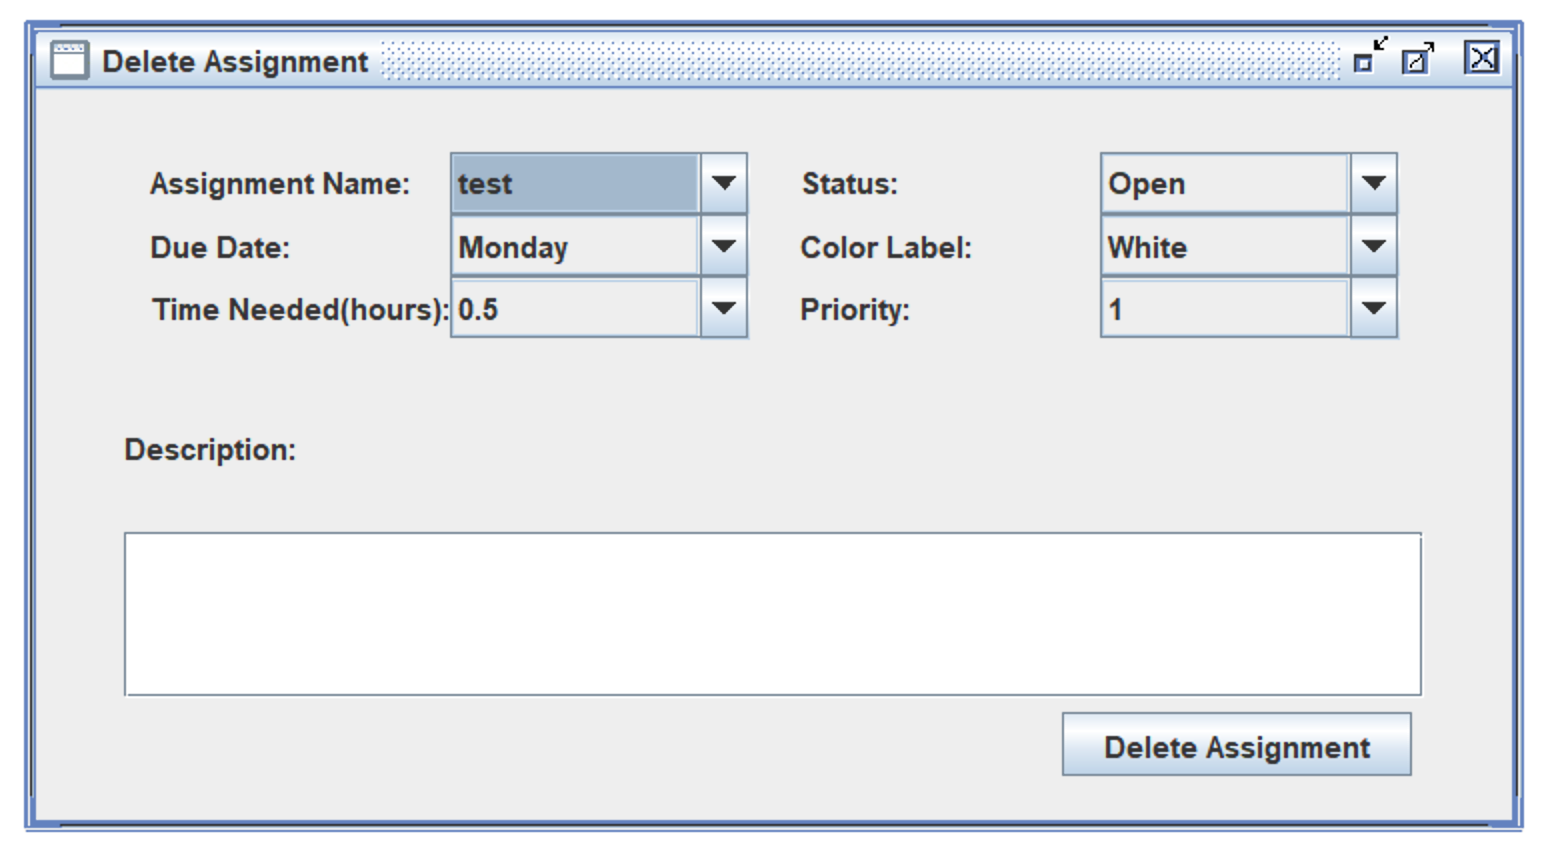 Delete Assignment
Assignment Name: test Status: Open
Due Date: Monday Color Label: White
Time Needed(hours): 0.5 Priority: 1
Description:
Delete Assignment